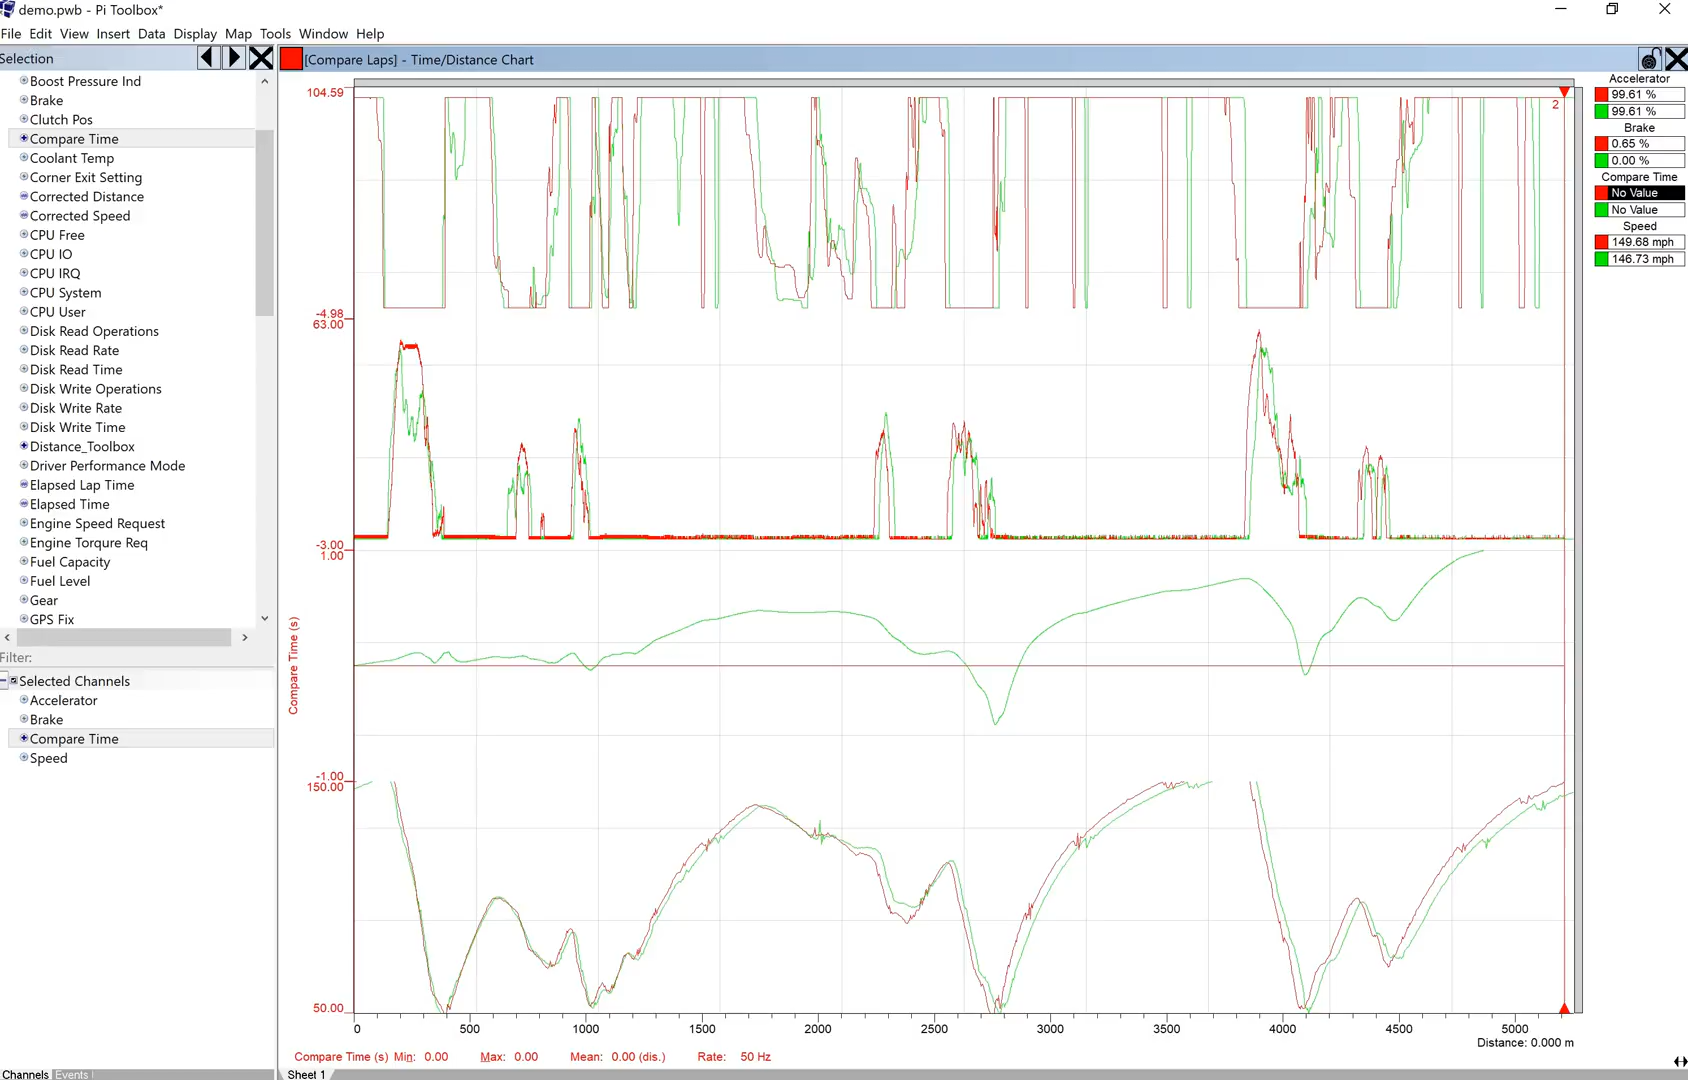 demo.pwb - Pi Toolbox*
File Edit View Insert Data Display Map Tools Window Help
Selection
[Compare Laps] - Time/Distance Chart
Boost Pressure Ind
Brake
Clutch Pos
Compare Time
Coolant Temp
Corner Exit Setting
Corrected Distance
Corrected Speed
CPU Free
CPU IO
CPU IRQ
CPU System
CPU User
Disk Read Operations
Disk Read Rate
Disk Read Time
Disk Write Operations
Disk Write Rate
Disk Write Time
Distance_Toolbox
Driver Performance Mode
Elapsed Lap Time
Elapsed Time
Engine Speed Request
Engine Torqure Req
Fuel Capacity
Fuel Level
Gear
GPS Fix
Filter:
Selected Channels
Accelerator
Brake
Compare Time
Speed
Channels Events
104.59
-4.98
63.00
-3.00
1.00
Compare Time (s)
-1.00
150.00
50.00
2
0 500 1000 1500 2000 2500 3000 3500 4000 4500 5000
Distance: 0.000 m
Compare Time (s) Min: 0.00 Max: 0.00 Mean: 0.00 (dis.) Rate: 50 Hz
Sheet 1
Accelerator
99.61 %
99.61 %
Brake
0.65 %
0.00 %
Compare Time
No Value
No Value
Speed
149.68 mph
146.73 mph